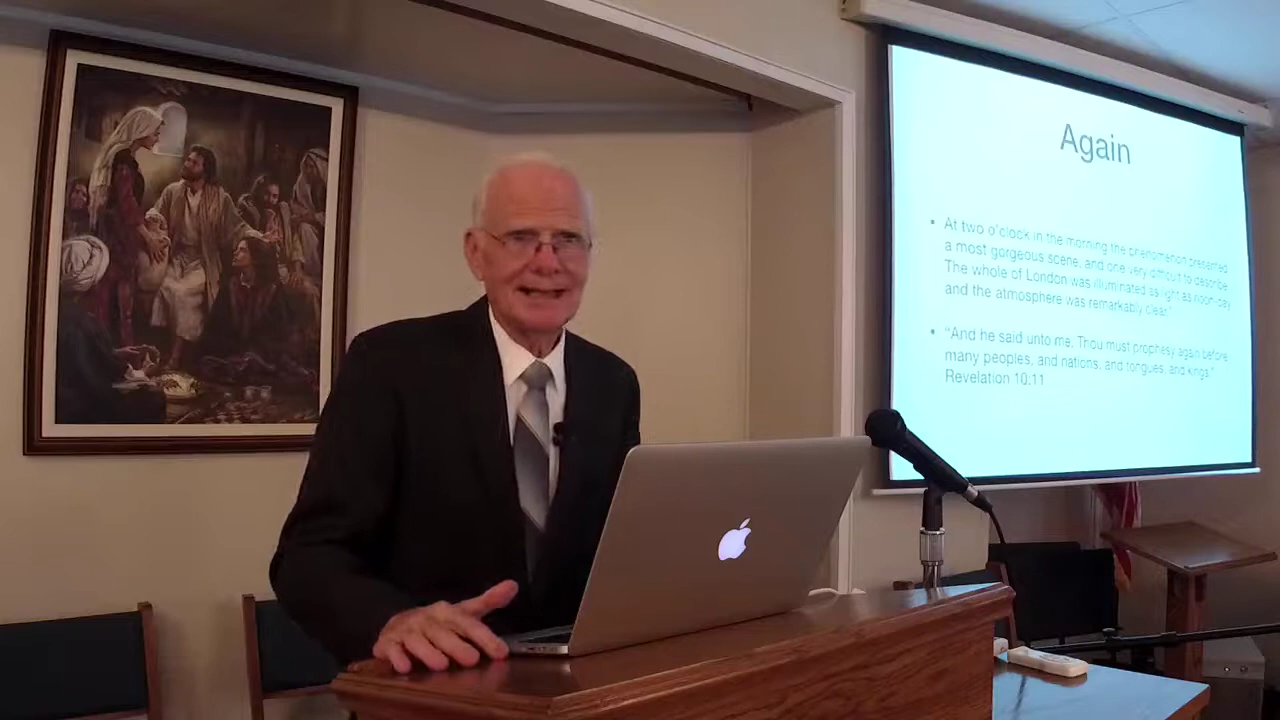 Again
• At two o'clock in the morning the phenomenon presented
a most gorgeous scene, and one very difficult to describe.
The whole of London was illuminated as light as noon-day
and the atmosphere was remarkably clear."
• "And he said unto me, Thou must prophesy again before
many peoples, and nations, and tongues, and kings."
Revelation 10:11